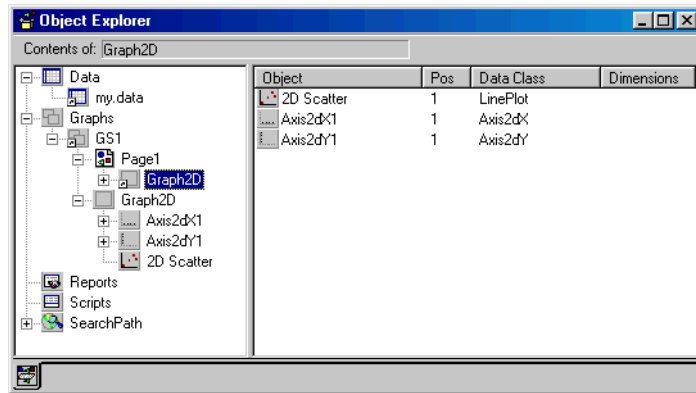 Object Explorer
Contents of: Graph2D
Data
my.data
Graphs
GS1
Page1
Graph2D
Graph2D
Axis2dX1
Axis2dY1
2D Scatter
Reports
Scripts
SearchPath
Object Pos Data Class Dimensions
2D Scatter 1 LinePlot
Axis2dX1 1 Axis2dX
Axis2dY1 1 Axis2dY